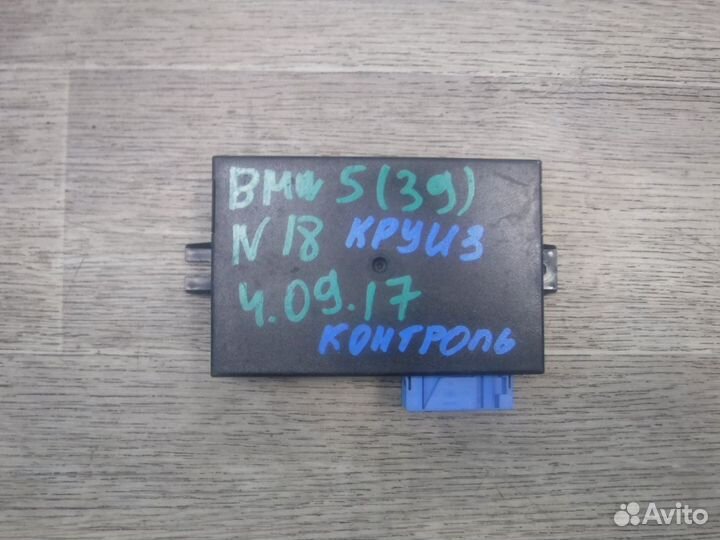 BMW 5(39)
N 18 КРУИЗ
4.09.17
КОНТРОЛЬ
Avito